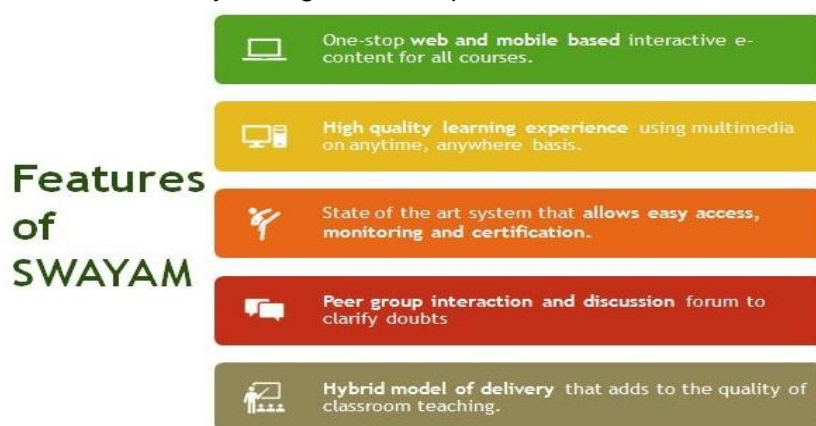 One-stop web and mobile based interactive e-
content for all courses.
High quality learning experience using multimedia
on anytime, anywhere basis.
Features
of
SWAYAM
State of the art system that allows easy access,
monitoring and certification.
Peer group interaction and discussion forum to
clarify doubts
Hybrid model of delivery that adds to the quality of
classroom teaching.